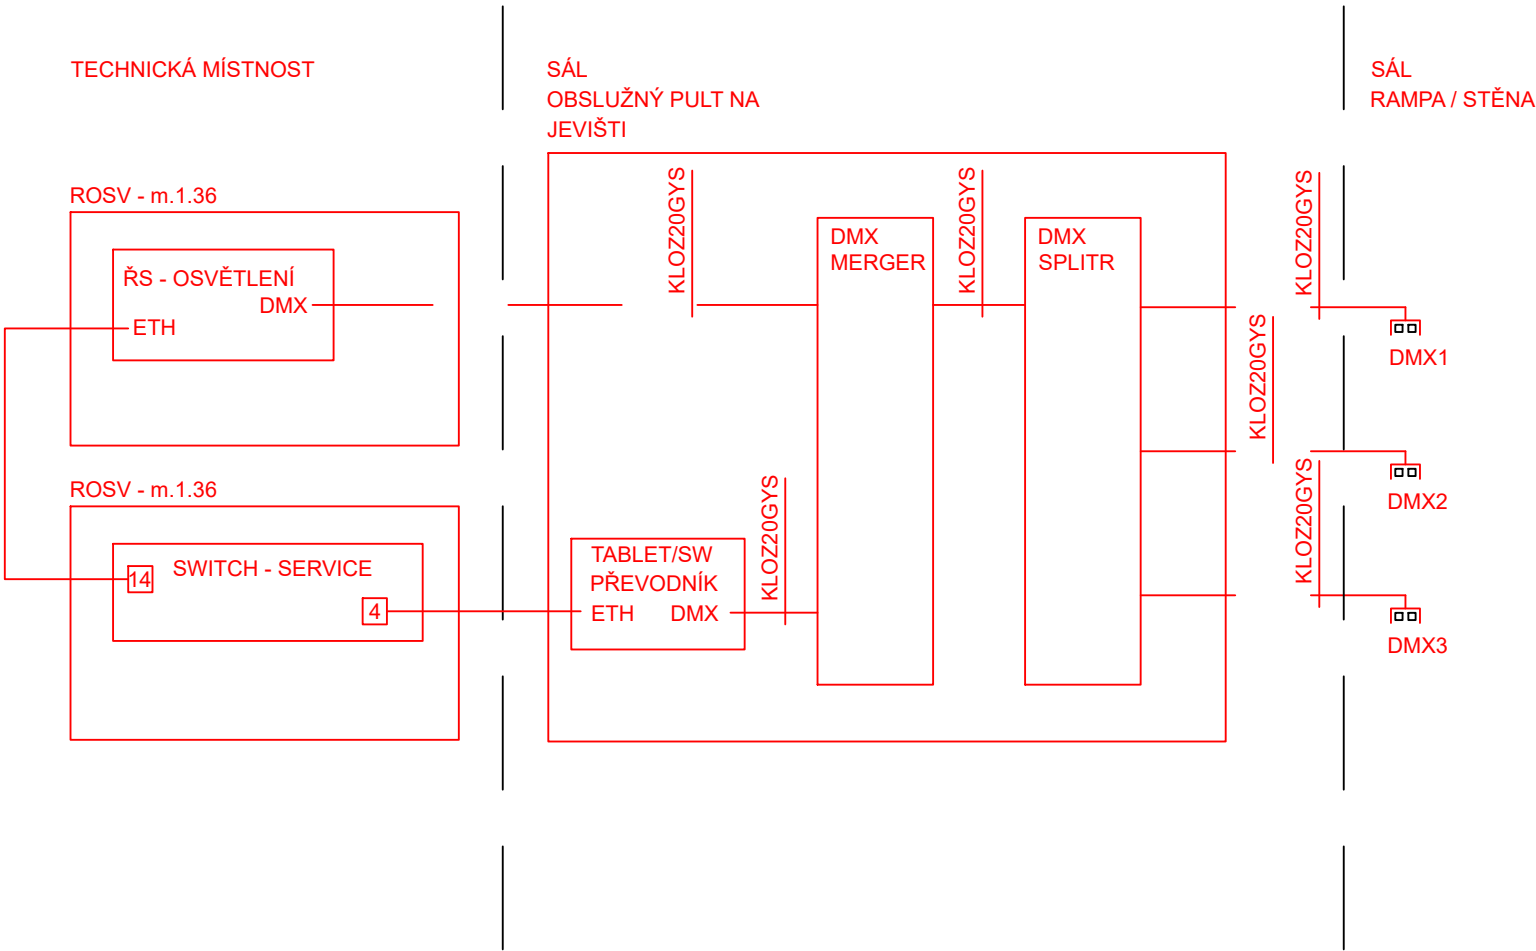 TECHNICKÁ MÍSTNOST
SÁL
OBSLUŽNÝ PULT NA
JEVIŠTI
SÁL
RAMPA / STĚNA
ROSV - m.1.36
ŘS - OSVĚTLENÍ
DMX
ETH
ROSV - m.1.36
SWITCH - SERVICE
14
4
KLOZ20GYS
TABLET/SW
PŘEVODNÍK
ETH DMX
KLOZ20GYS
DMX
MERGER
KLOZ20GYS
DMX
SPLITR
KLOZ20GYS
KLOZ20GYS
KLOZ20GYS
DMX1
DMX2
DMX3